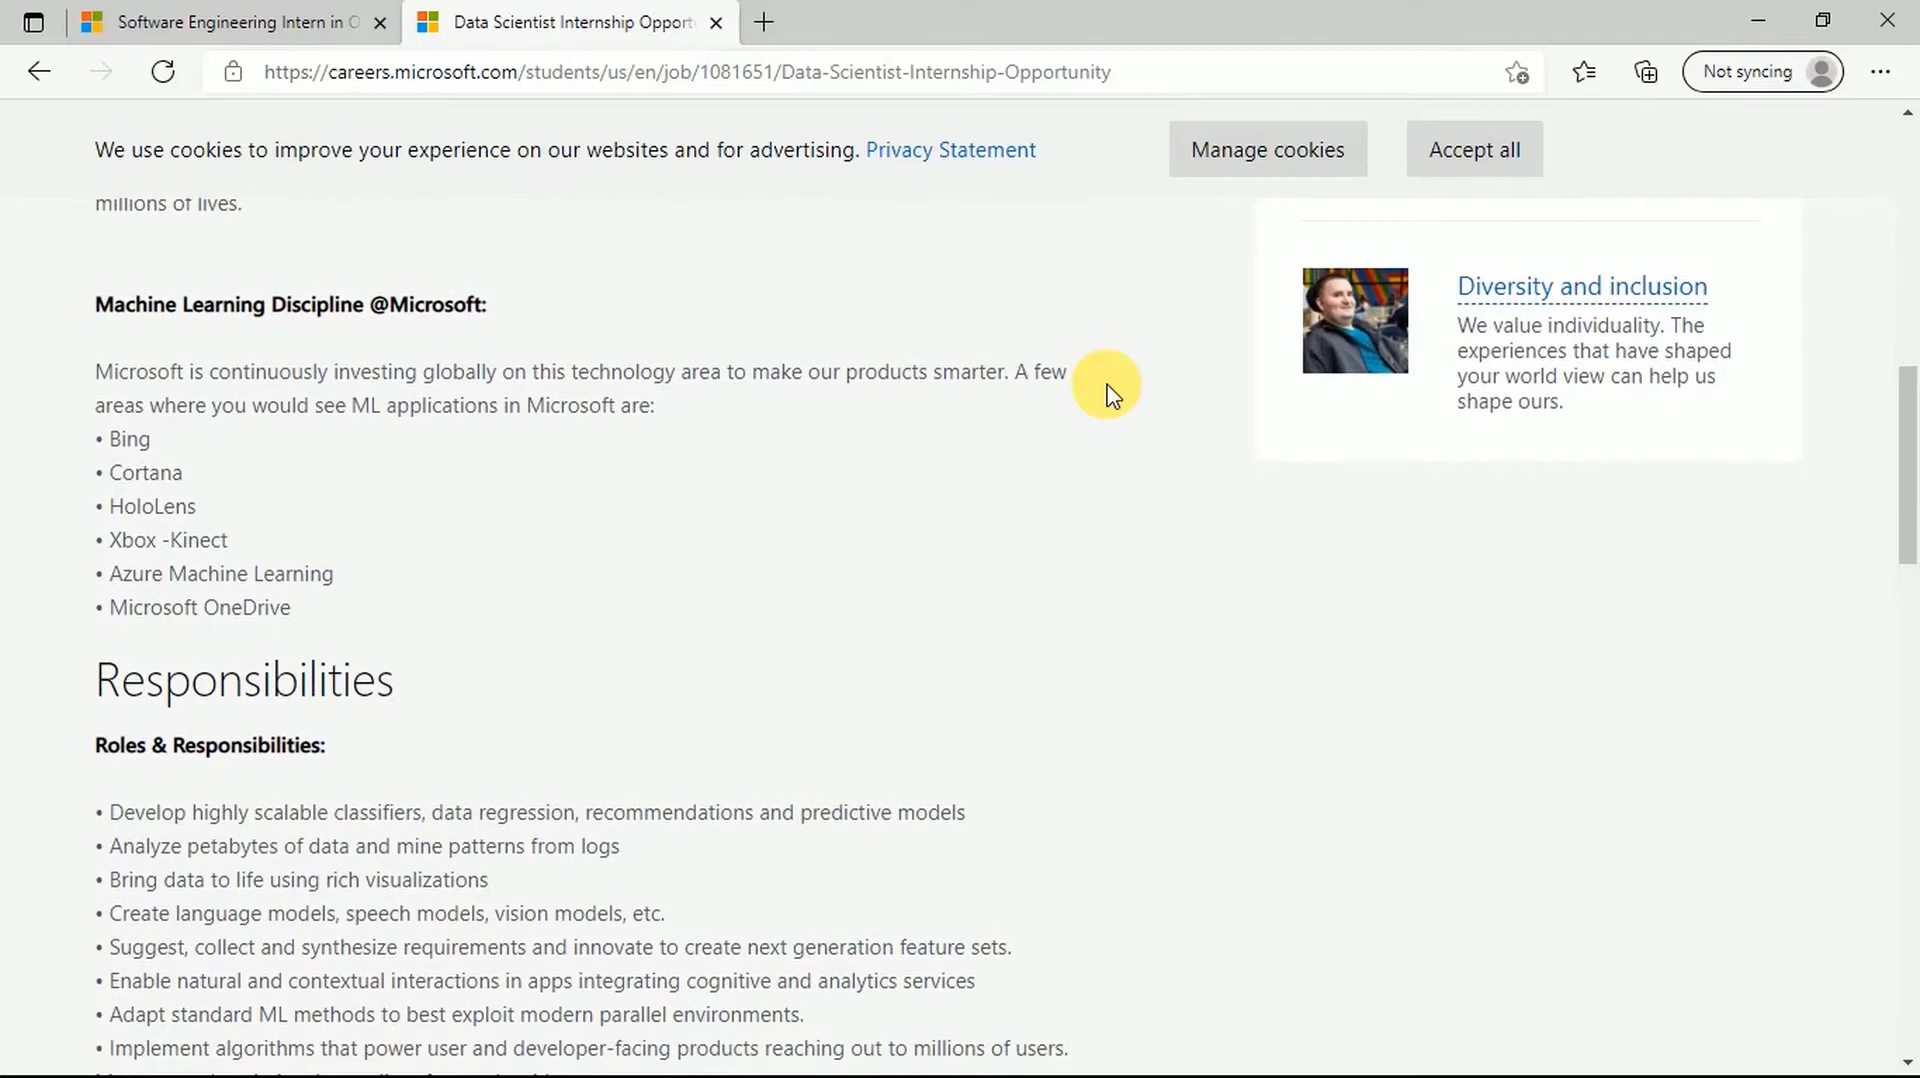 Software Engineering Intern in
Data Scientist Internship Opport
https://careers.microsoft.com/students/us/en/job/1081651/Data-Scientist-Internship-Opportunity
Not syncing
We use cookies to improve your experience on our websites and for advertising. Privacy Statement
Manage cookies
Accept all
millions of lives.
Machine Learning Discipline @Microsoft:
Microsoft is continuously investing globally on this technology area to make our products smarter. A few
areas where you would see ML applications in Microsoft are:
• Bing
• Cortana
• HoloLens
• Xbox -Kinect
• Azure Machine Learning
• Microsoft OneDrive
Diversity and inclusion
We value individuality. The
experiences that have shaped
your world view can help us
shape ours.
Responsibilities
Roles & Responsibilities:
• Develop highly scalable classifiers, data regression, recommendations and predictive models
• Analyze petabytes of data and mine patterns from logs
• Bring data to life using rich visualizations
• Create language models, speech models, vision models, etc.
• Suggest, collect and synthesize requirements and innovate to create next generation feature sets.
• Enable natural and contextual interactions in apps integrating cognitive and analytics services
• Adapt standard ML methods to best exploit modern parallel environments.
• Implement algorithms that power user and developer-facing products reaching out to millions of users.